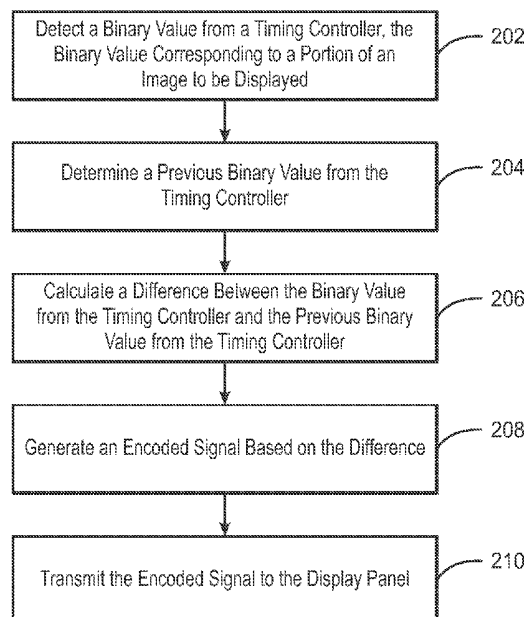 Detect a Binary Value from a Timing Controller, the
Binary Value Corresponding to a Portion of an
Image to be Displayed
202
Determine a Previous Binary Value from the
Timing Controller
204
Calculate a Difference Between the Binary Value
from the Timing Controller and the Previous Binary
Value from the Timing Controller
206
Generate an Encoded Signal Based on the Difference
208
Transmit the Encoded Signal to the Display Panel
210